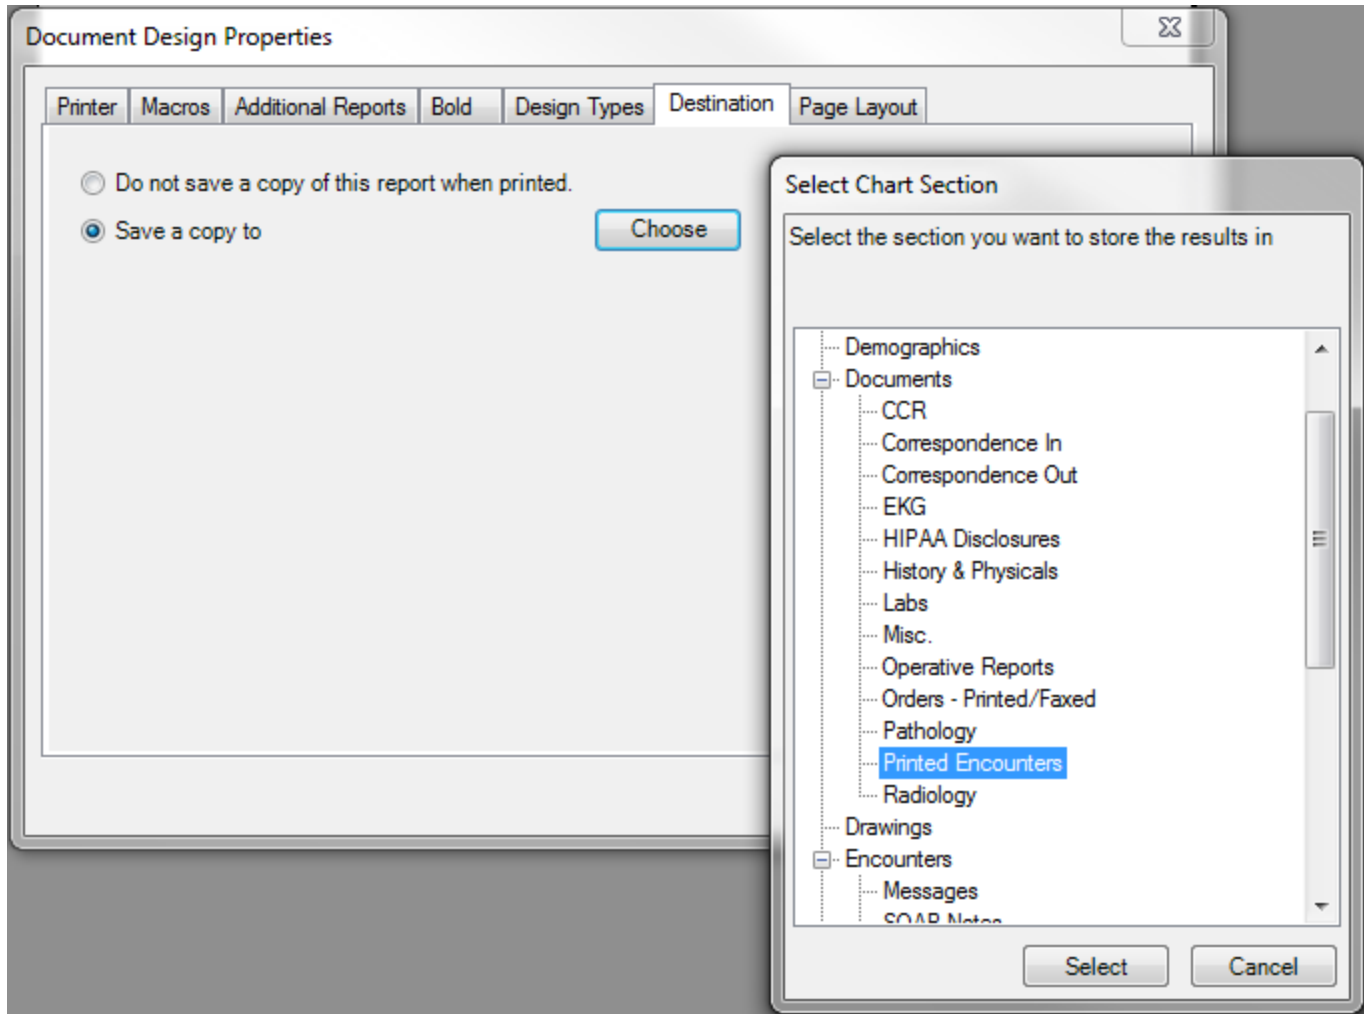 Document Design Properties
Printer Macros Additional Reports Bold Design Types Destination Page Layout
Do not save a copy of this report when printed.
Save a copy to Choose
Select Chart Section
Select the section you want to store the results in
Demographics
Documents
CCR
Correspondence In
Correspondence Out
EKG
HIPAA Disclosures
History & Physicals
Labs
Misc.
Operative Reports
Orders - Printed/Faxed
Pathology
Printed Encounters
Radiology
Drawings
Encounters
Messages
SOAP Notes
Select Cancel